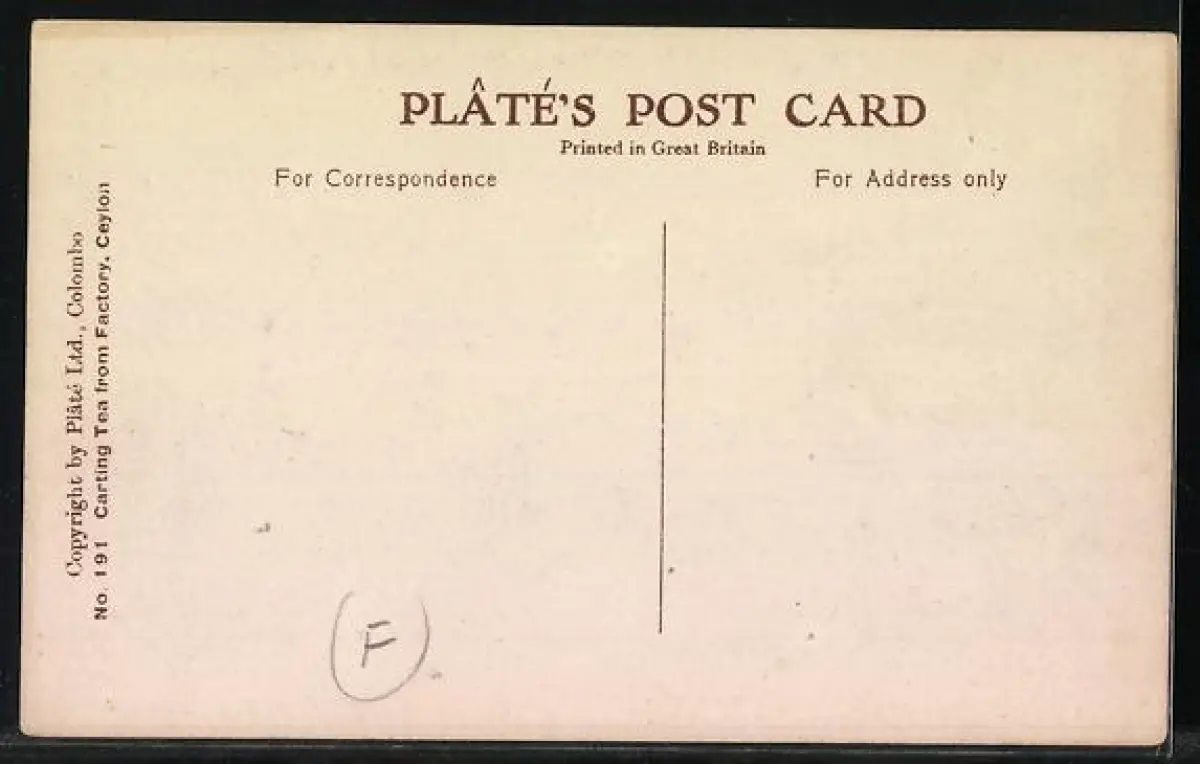 PLÂTÉ'S POST CARD
Printed in Great Britain
For Correspondence
For Address only
Copyright by Plâté Ltd., Colombo
No. 191 Carting Tea from Factory, Ceylon
F